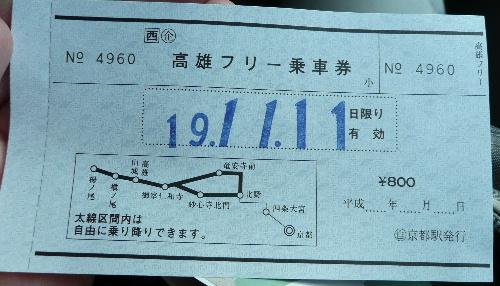 西 企
№ 4960
高雄フリー乗車券
小
№ 4960
高雄フリー
19.11.11
日限り
有効
栂ノ尾
槇ノ尾
高雄
御室仁和寺
竜安寺前
妙心寺北門
北野
四条大宮
京都
太線区間内は
自由に乗り降りできます。
¥800
平成 年 月 日
京都駅発行